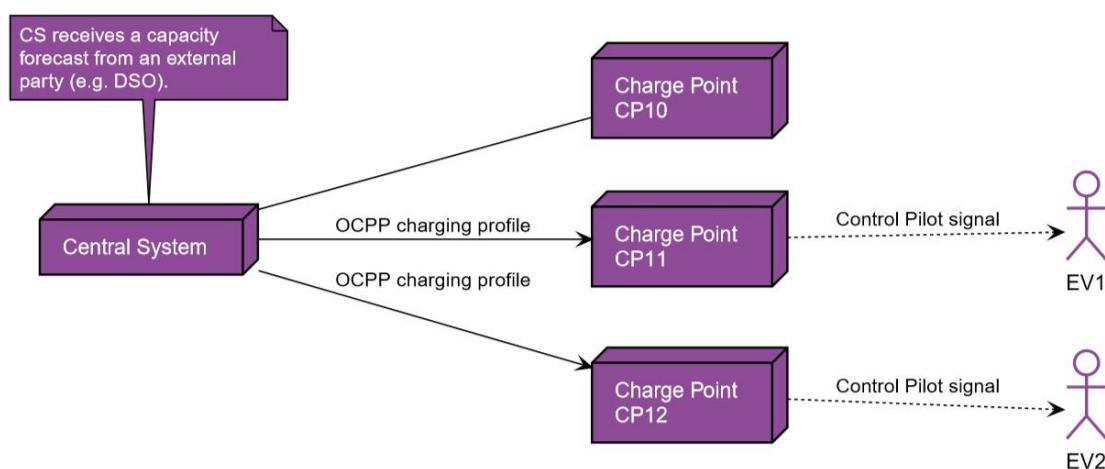 CS receives a capacity
forecast from an external
party (e.g. DSO).
Charge Point
CP10
Central System
OCPP charging profile
Charge Point
CP11
Control Pilot signal
EV1
OCPP charging profile
Charge Point
CP12
Control Pilot signal
EV2